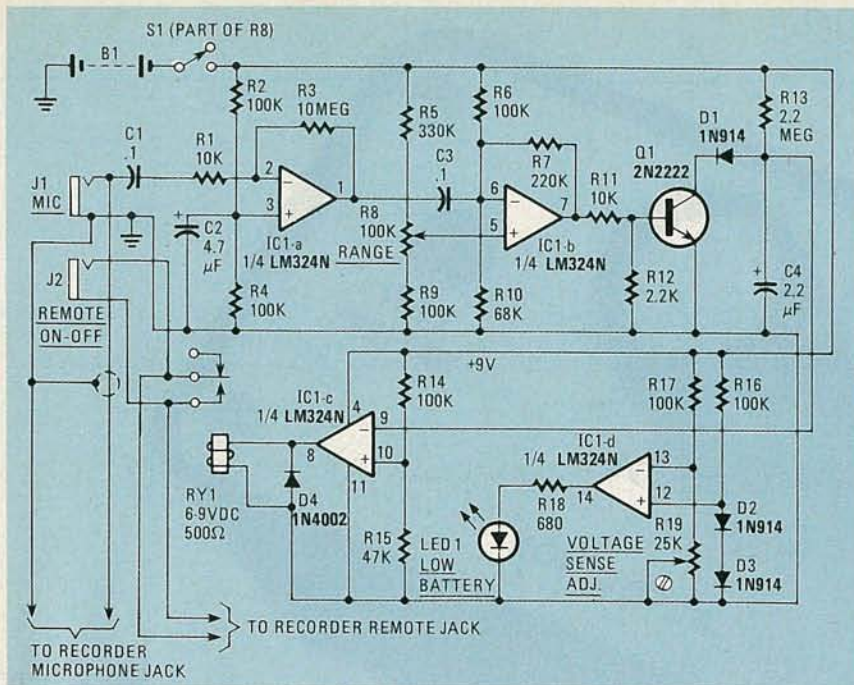 S1 (PART OF R8)
B1
R2
100K
R3
10MEG
R5
330K
R6
100K
R13
2.2
MEG
D1
1N914
Q1
2N2222
C1
.1
R1
10K
C3
.1
R7
220K
R11
10K
J1
MIC
2
3
1
6
5
7
−
+
−
+
+
C2
4.7
µF
R8
100K
RANGE
IC1-a
1/4 LM324N
IC1-b
1/4 LM324N
R12
2.2K
+
C4
2.2
µF
J2
REMOTE
ON-OFF
R4
100K
R9
100K
R10
68K
+9V
IC1-c
1/4 LM324N
R14
100K
R17
100K
R16
100K
4
9
−
8
+
10
11
IC1-d
1/4 LM324N
−
13
14
+
12
RY1
6-9VDC
500Ω
D4
1N4002
R15
47K
R18
680
LED1
LOW
BATTERY
R19
25K
VOLTAGE
SENSE
ADJ.
D2
1N914
D3
1N914
TO RECORDER REMOTE JACK
TO RECORDER
MICROPHONE JACK